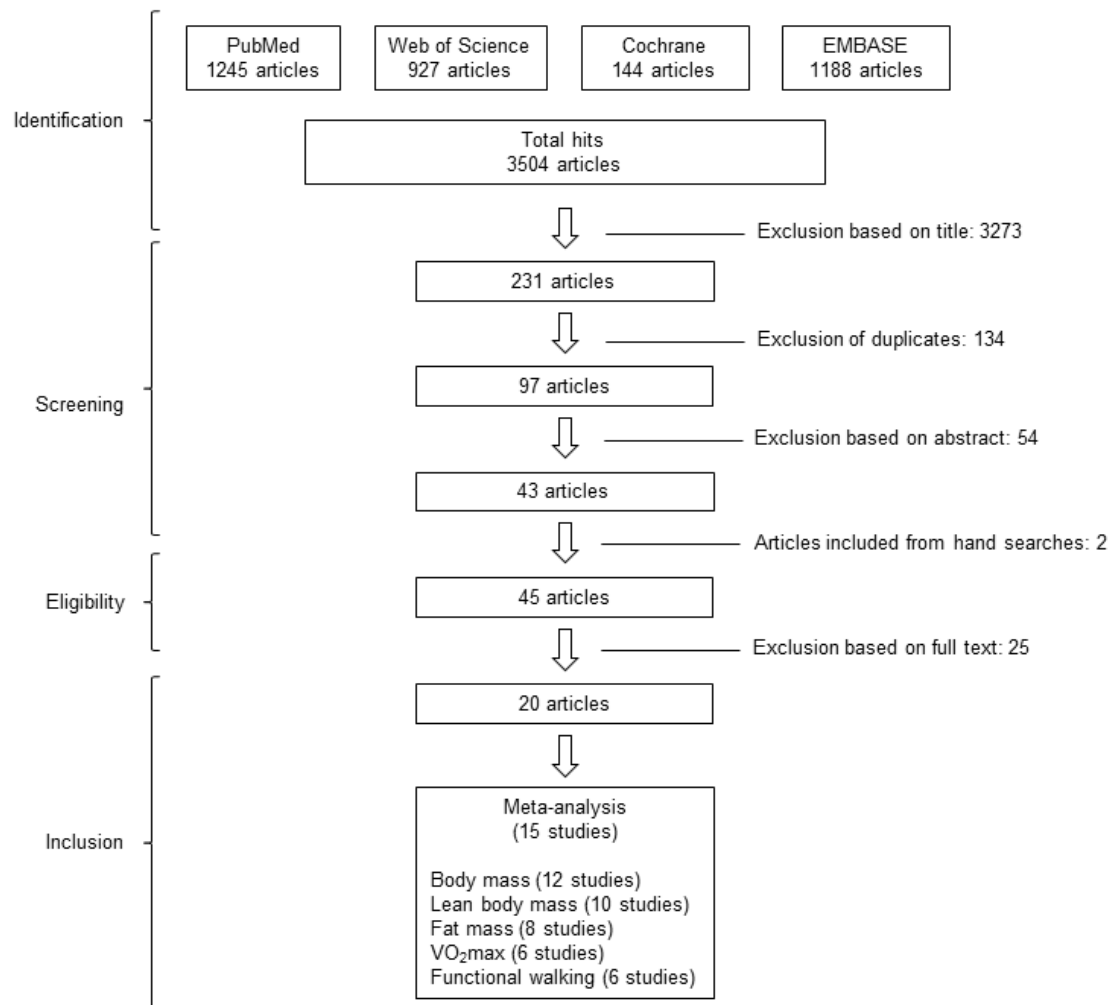 PubMed
1245 articles
Web of Science
927 articles
Cochrane
144 articles
EMBASE
1188 articles
Identification
Total hits
3504 articles
Exclusion based on title: 3273
231 articles
Exclusion of duplicates: 134
97 articles
Screening
Exclusion based on abstract: 54
43 articles
Articles included from hand searches: 2
Eligibility
45 articles
Exclusion based on full text: 25
20 articles
Inclusion
Meta-analysis
(15 studies)
Body mass (12 studies)
Lean body mass (10 studies)
Fat mass (8 studies)
VO₂max (6 studies)
Functional walking (6 studies)